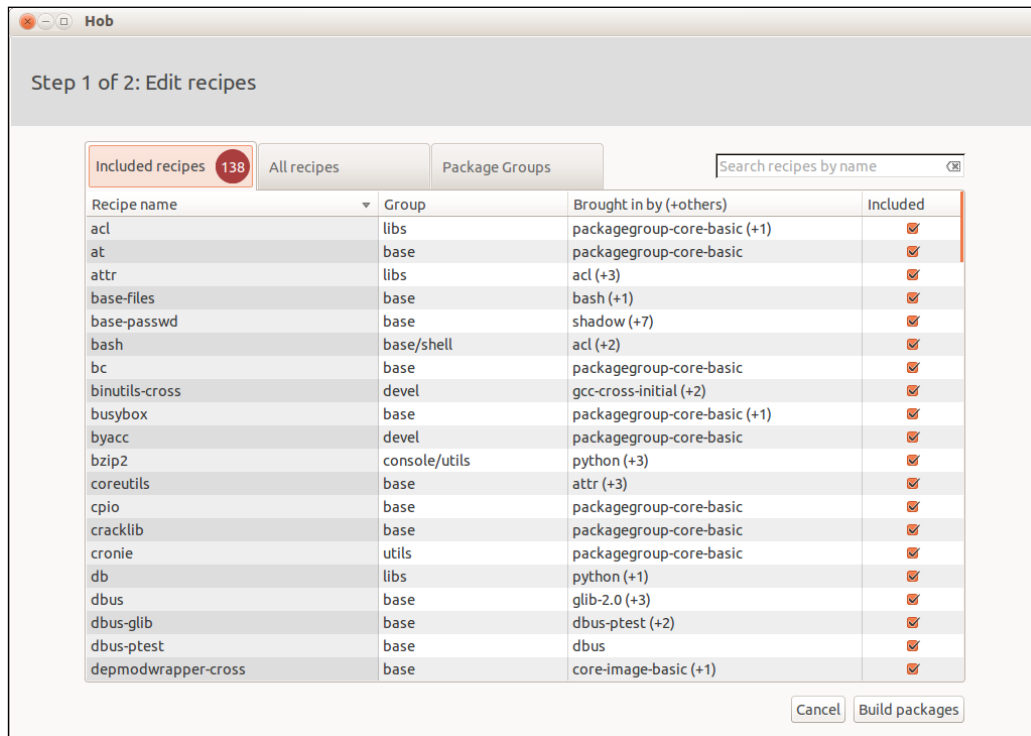 Hob
Step 1 of 2: Edit recipes
Included recipes 138 All recipes Package Groups Search recipes by name
Recipe name Group Brought in by (+others) Included
acl libs packagegroup-core-basic (+1)
at base packagegroup-core-basic
attr libs acl (+3)
base-files base bash (+1)
base-passwd base shadow (+7)
bash base/shell acl (+2)
bc base packagegroup-core-basic
binutils-cross devel gcc-cross-initial (+2)
busybox base packagegroup-core-basic (+1)
byacc devel packagegroup-core-basic
bzip2 console/utils python (+3)
coreutils base attr (+3)
cpio base packagegroup-core-basic
cracklib base packagegroup-core-basic
cronie utils packagegroup-core-basic
db libs python (+1)
dbus base glib-2.0 (+3)
dbus-glib base dbus-ptest (+2)
dbus-ptest base dbus
depmodwrapper-cross base core-image-basic (+1)
Cancel Build packages